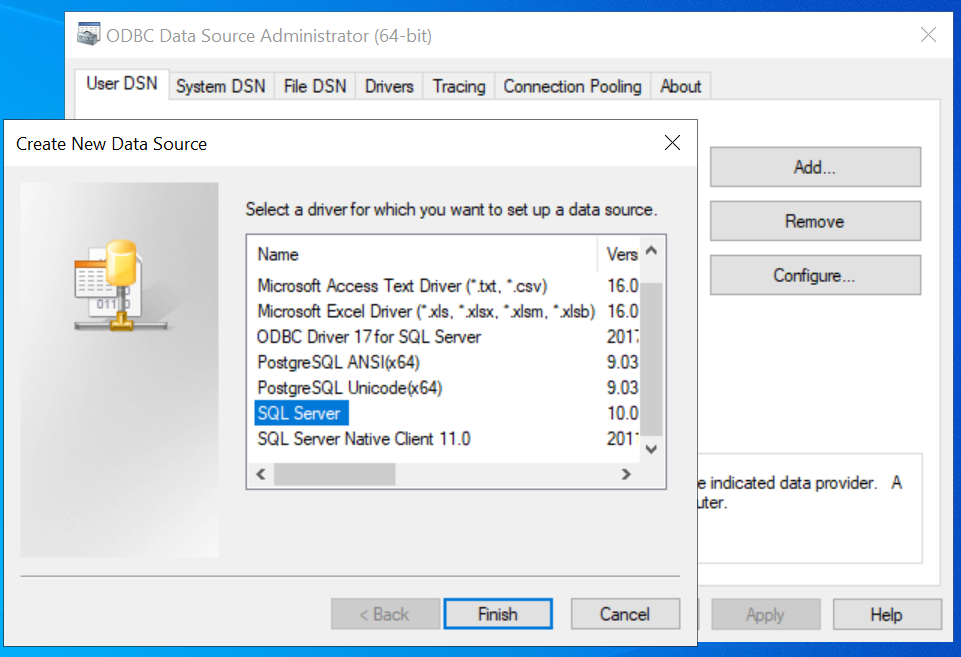 ODBC Data Source Administrator (64-bit)
User DSN System DSN File DSN Drivers Tracing Connection Pooling About
Create New Data Source
Select a driver for which you want to set up a data source.
Name Vers
Microsoft Access Text Driver (*.txt, *.csv) 16.0
Microsoft Excel Driver (*.xls, *.xlsx, *.xlsm, *.xlsb) 16.0
ODBC Driver 17 for SQL Server 2017
PostgreSQL ANSI(x64) 9.03
PostgreSQL Unicode(x64) 9.03
SQL Server 10.0
SQL Server Native Client 11.0 2011
011
< Back Finish Cancel
Add...
Remove
Configure...
e indicated data provider. A
uter.
Apply Help